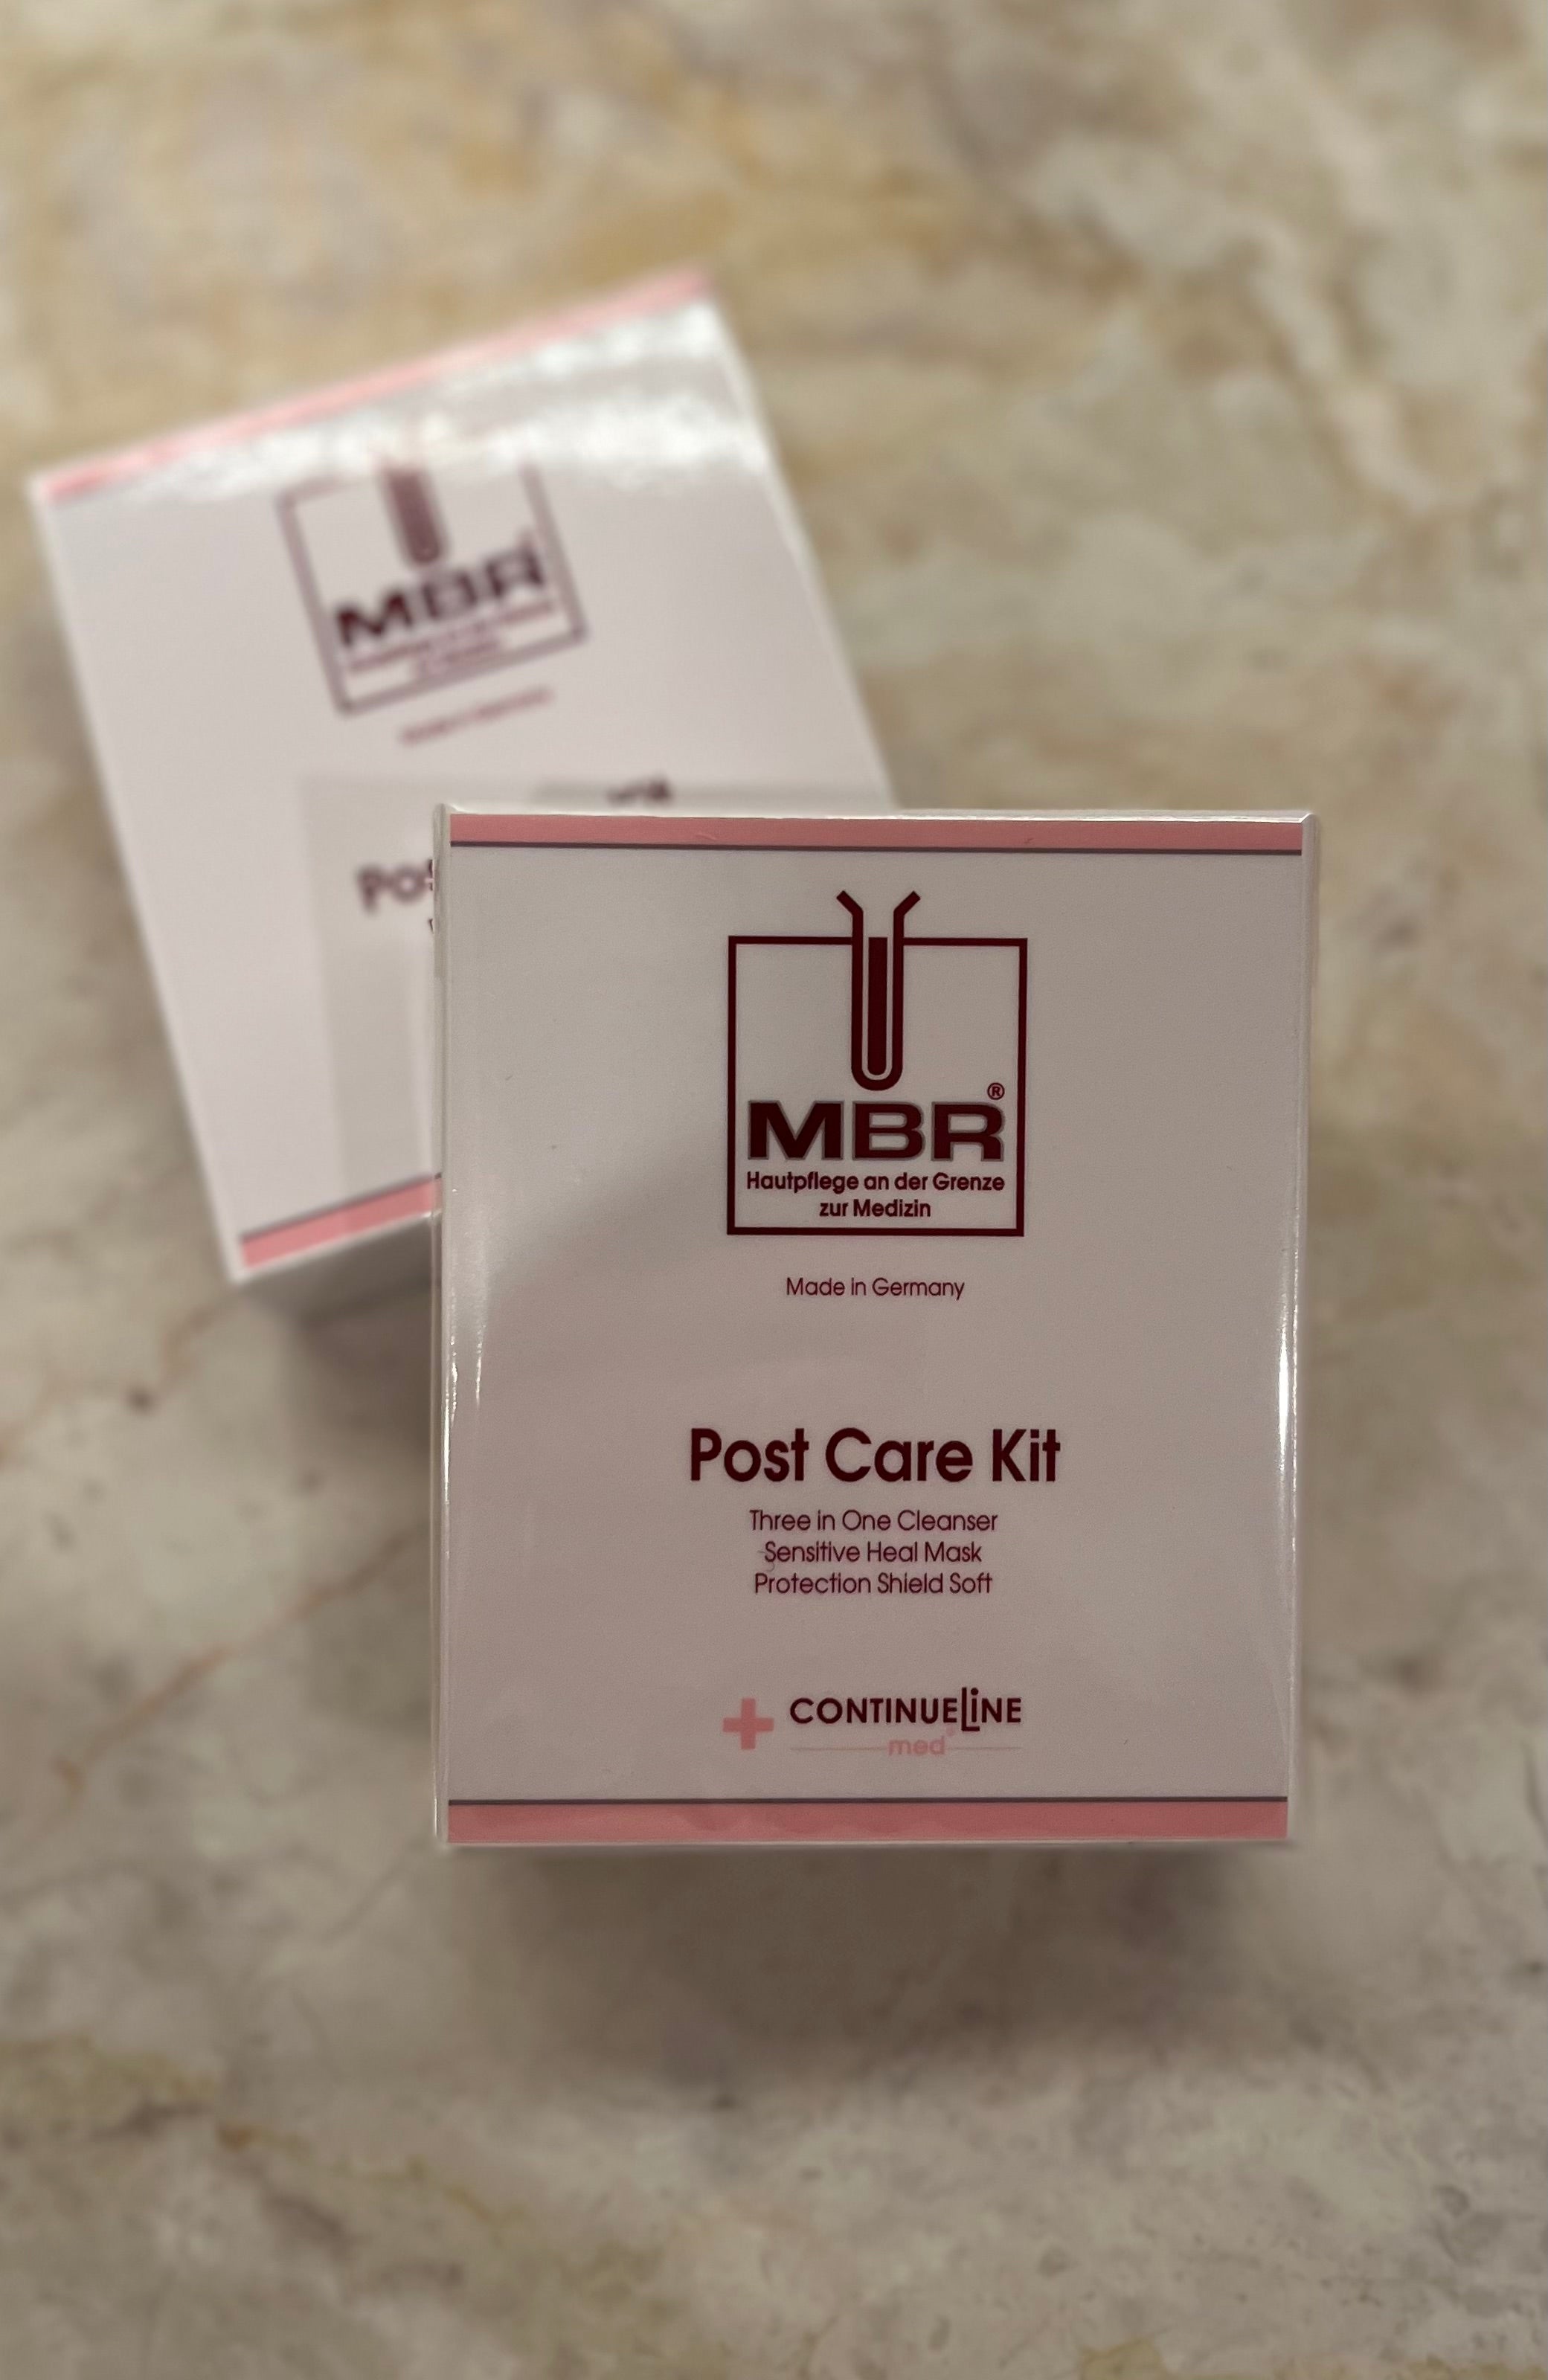 MBR
MBR®
Hautpflege an der Grenze
zur Medizin
Made in Germany
Post Care Kit
Three in One Cleanser
Sensitive Heal Mask
Protection Shield Soft
CONTINUELiNE
med